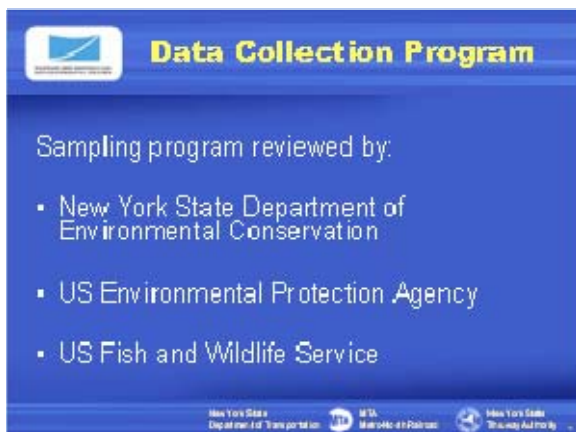 Data Collection Program
Sampling program reviewed by:
• New York State Department of
Environmental Conservation
• US Environmental Protection Agency
• US Fish and Wildlife Service
New York State
Department of Transportation
MTA
MTA
Metro-North Railroad
New York State
Thruway Authority